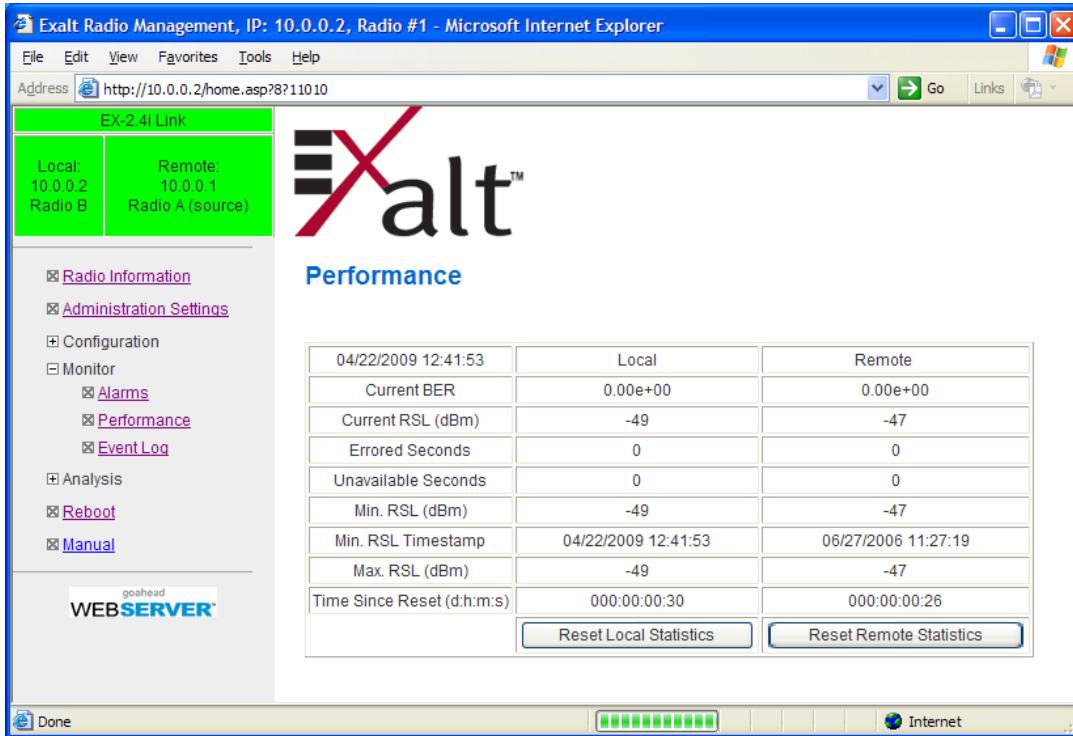 Exalt Radio Management, IP: 10.0.0.2, Radio #1 - Microsoft Internet Explorer
File Edit View Favorites Tools Help
Address http://10.0.0.2/home.asp?8?11010 Go Links
EX-2.4i Link
Local: Remote:
10.0.0.2 10.0.0.1
Radio B Radio A (source)
Exalt™
Radio Information
Administration Settings
Configuration
Monitor
Alarms
Performance
Event Log
Analysis
Reboot
Manual
goahead
WEBSERVER
Performance
04/22/2009 12:41:53 Local Remote
Current BER 0.00e+00 0.00e+00
Current RSL (dBm) -49 -47
Errored Seconds 0 0
Unavailable Seconds 0 0
Min. RSL (dBm) -49 -47
Min. RSL Timestamp 04/22/2009 12:41:53 06/27/2006 11:27:19
Max. RSL (dBm) -49 -47
Time Since Reset (d:h:m:s) 000:00:00:30 000:00:00:26
Reset Local Statistics Reset Remote Statistics
Done Internet